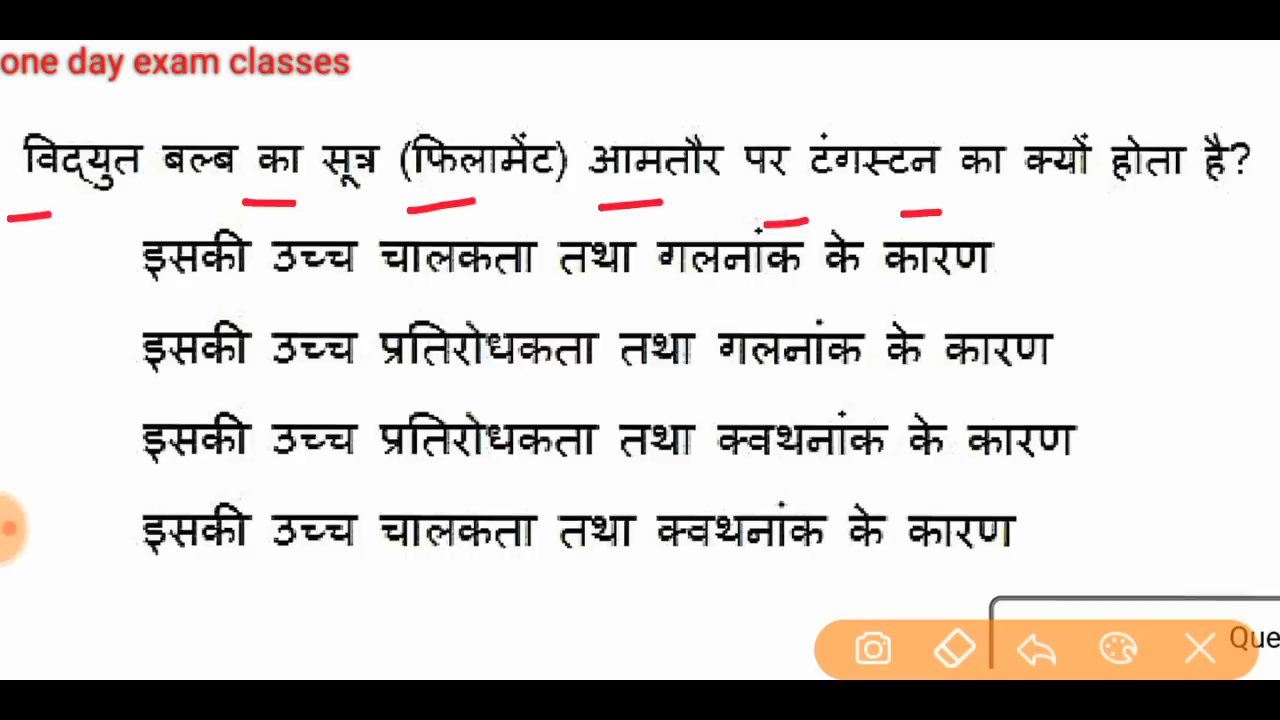 one day exam classes
विद्युत बल्ब का सूत्र (फिलामेंट) आमतौर पर टंगस्टन का क्यों होता है?
इसकी उच्च चालकता तथा गलनांक के कारण
इसकी उच्च प्रतिरोधकता तथा गलनांक के कारण
इसकी उच्च प्रतिरोधकता तथा क्वथनांक के कारण
इसकी उच्च चालकता तथा क्वथनांक के कारण
Que